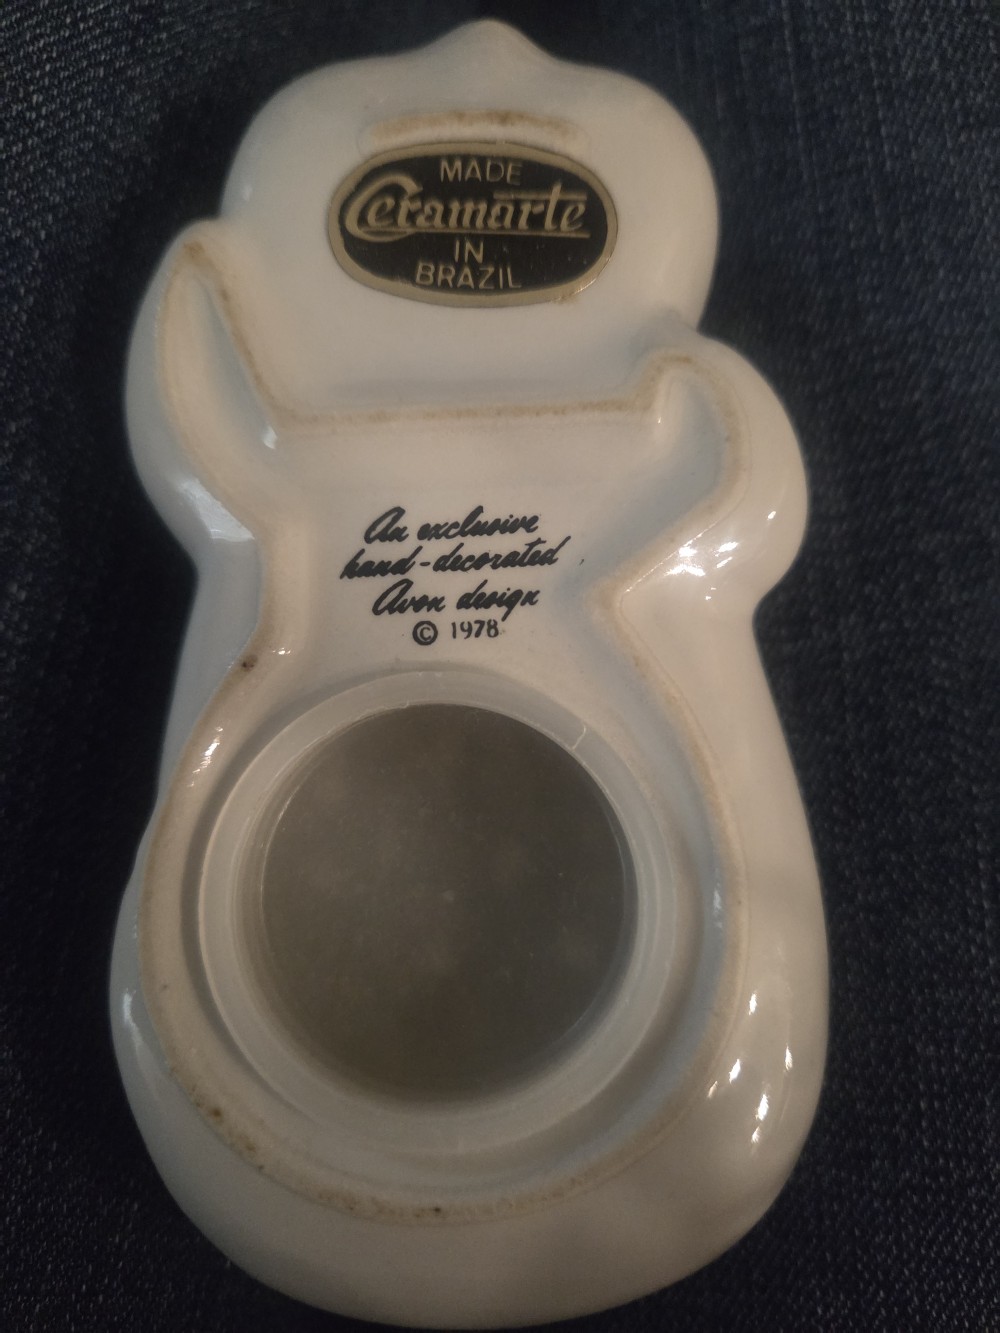 MADE
Ceramarte
IN
BRAZIL
An exclusive
hand-decorated
Avon design
© 1978